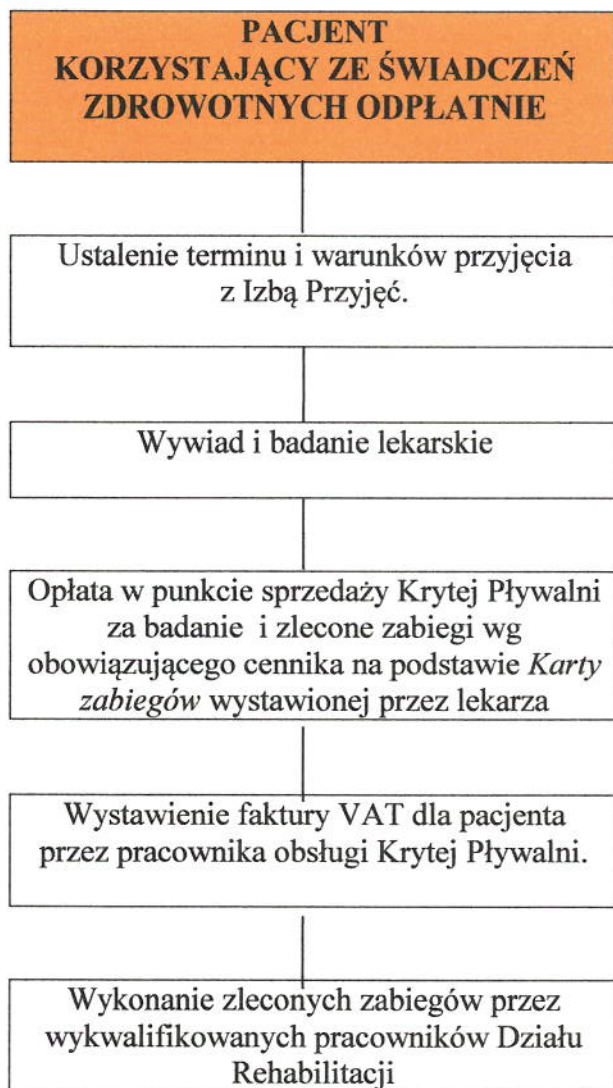 PACJENT
KORZYSTAJĄCY ZE ŚWIADCZEŃ
ZDROWOTNYCH ODPŁATNIE
Ustalenie terminu i warunków przyjęcia
z Izbą Przyjęć.
Wywiad i badanie lekarskie
Opłata w punkcie sprzedaży Krytej Pływalni
za badanie i zlecone zabiegi wg
obowiązującego cennika na podstawie Karty
zabiegów wystawionej przez lekarza
Wystawienie faktury VAT dla pacjenta
przez pracownika obsługi Krytej Pływalni.
Wykonanie zleconych zabiegów przez
wykwalifikowanych pracowników Działu
Rehabilitacji